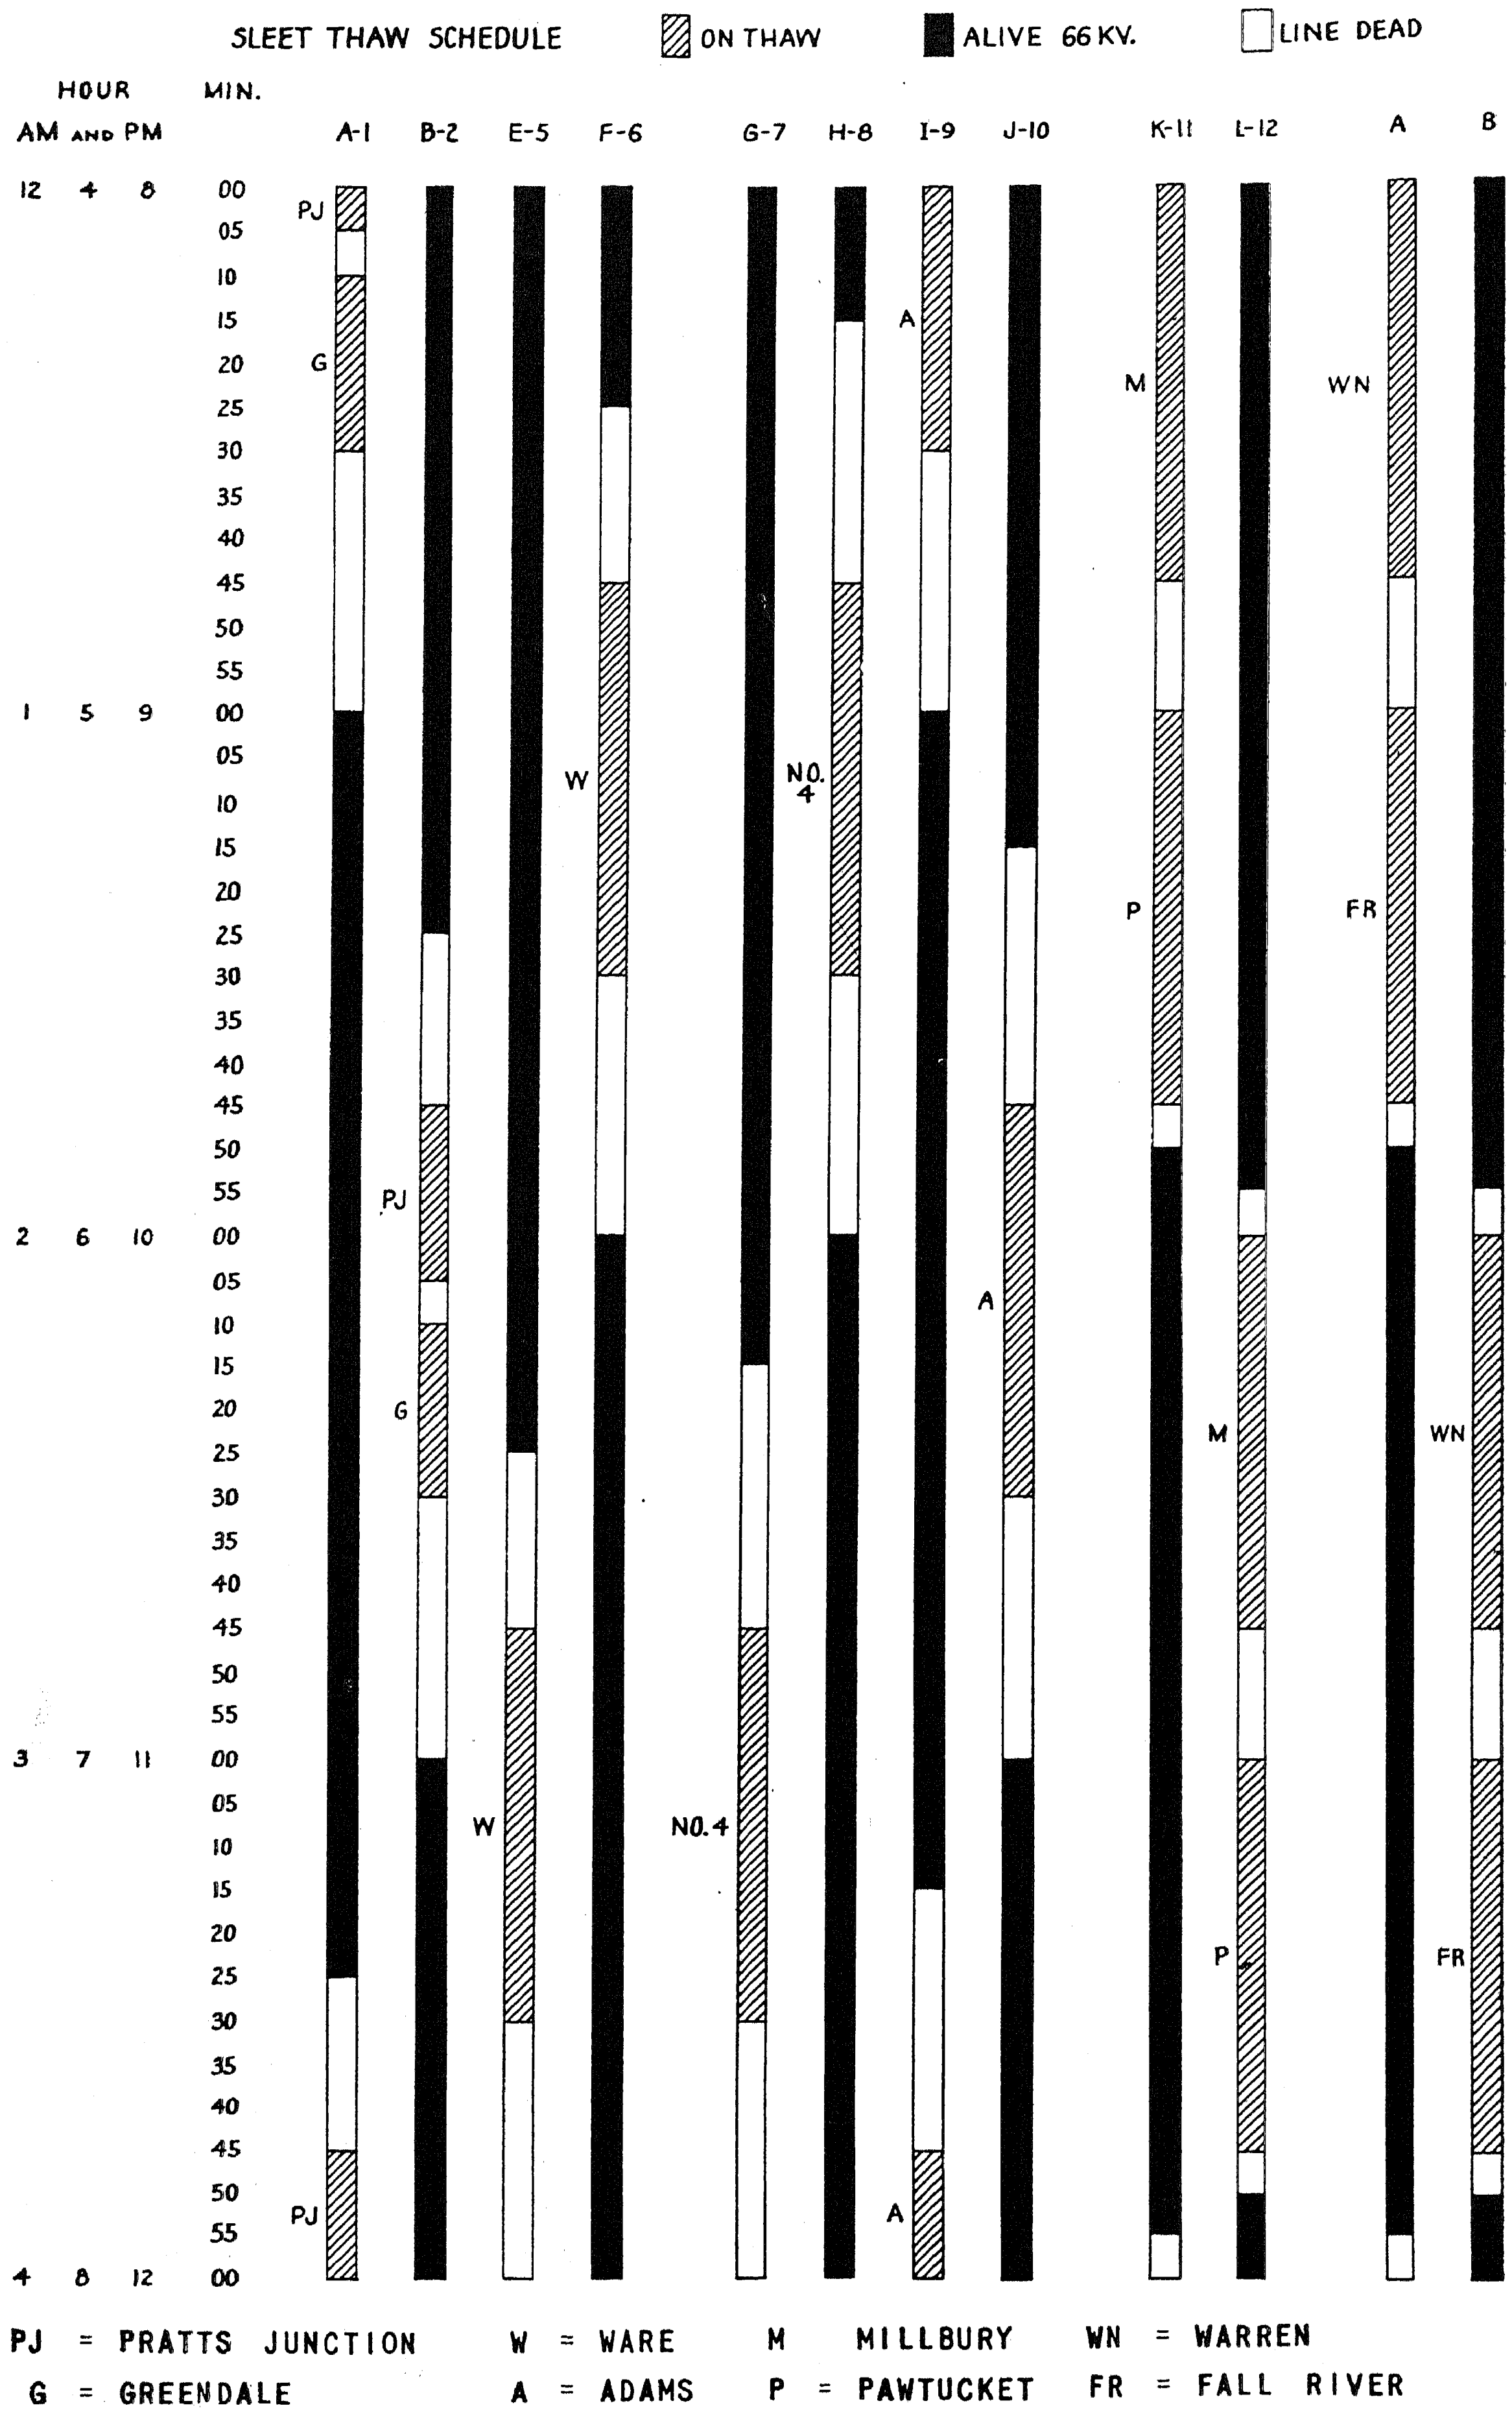 SLEET THAW SCHEDULE ON THAW ALIVE 66 KV. LINE DEAD
HOUR MIN.
AM AND PM A-1 B-2 E-5 F-6 G-7 H-8 I-9 J-10 K-11 L-12 A B
12 4 8 00
PJ
05
10
15 A
20 G
M WN
25
30
35
40
45
50
55
1 5 9 00
05
W NO.
4
10
15
20
P FR
25
30
35
40
45
50
55 PJ
2 6 10 00
05
A
10
15
20 G
M WN
25
30
35
40
45
50
55
3 7 11 00
05
W NO.4
10
15
20
P FR
25
30
35
40
45
50
PJ A
55
4 8 12 00
PJ = PRATTS JUNCTION W = WARE M MILLBURY WN = WARREN
G = GREENDALE A = ADAMS P = PAWTUCKET FR = FALL RIVER